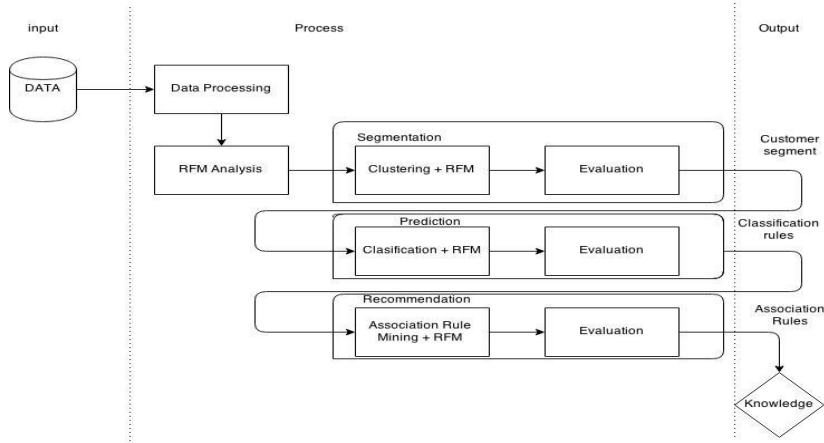 input
Process
Output
DATA
Data Processing
RFM Analysis
Segmentation
Clustering + RFM
Evaluation
Customer
segment
Prediction
Clasification + RFM
Evaluation
Classification
rules
Recommendation
Association Rule
Mining + RFM
Evaluation
Association
Rules
Knowledge